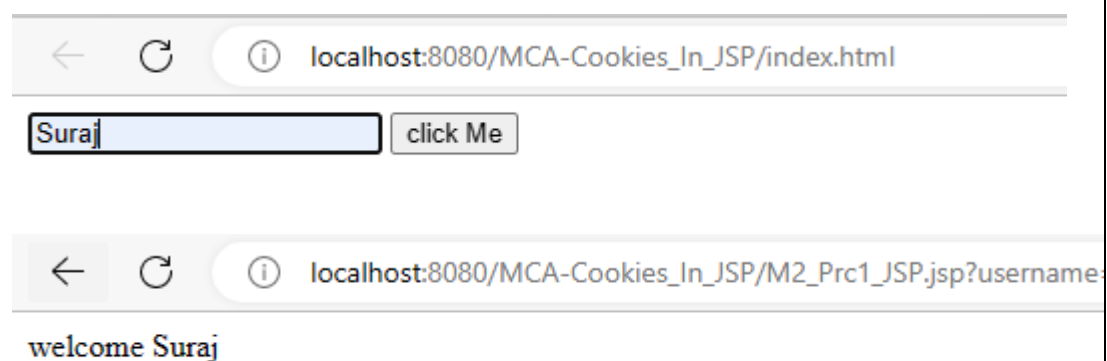 localhost:8080/MCA-Cookies_In_JSP/index.html
Suraj click Me
localhost:8080/MCA-Cookies_In_JSP/M2_Prc1_JSP.jsp?username=
welcome Suraj